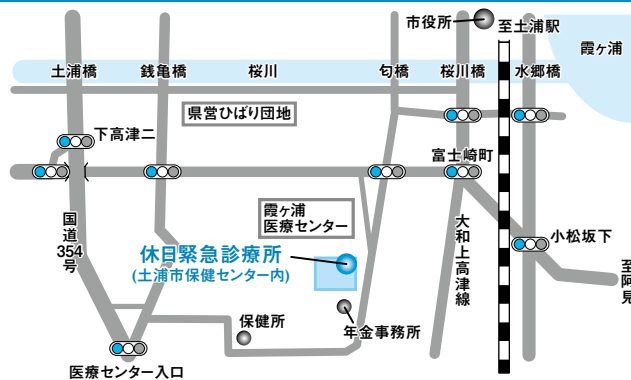 市役所
至土浦駅
霞ヶ浦
土浦橋
銭亀橋
桜川
匂橋
桜川橋
水郷橋
県営ひばり団地
下高津二
富士崎町
霞ヶ浦
医療センター
国道354号
大和上高津線
小松坂下
休日緊急診療所
(土浦市保健センター内)
至阿見
保健所
年金事務所
医療センター入口